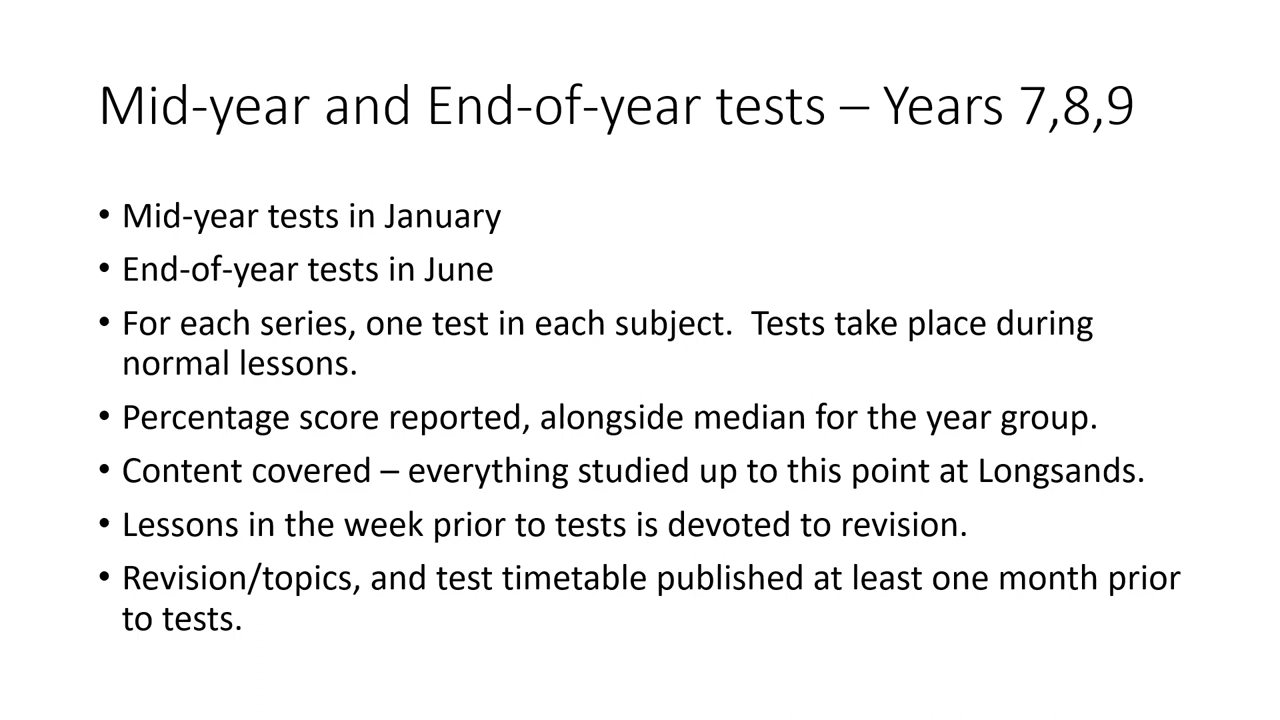 Mid-year and End-of-year tests – Years 7,8,9
• Mid-year tests in January
• End-of-year tests in June
• For each series, one test in each subject.  Tests take place during
normal lessons.
• Percentage score reported, alongside median for the year group.
• Content covered – everything studied up to this point at Longsands.
• Lessons in the week prior to tests is devoted to revision.
• Revision/topics, and test timetable published at least one month prior
to tests.